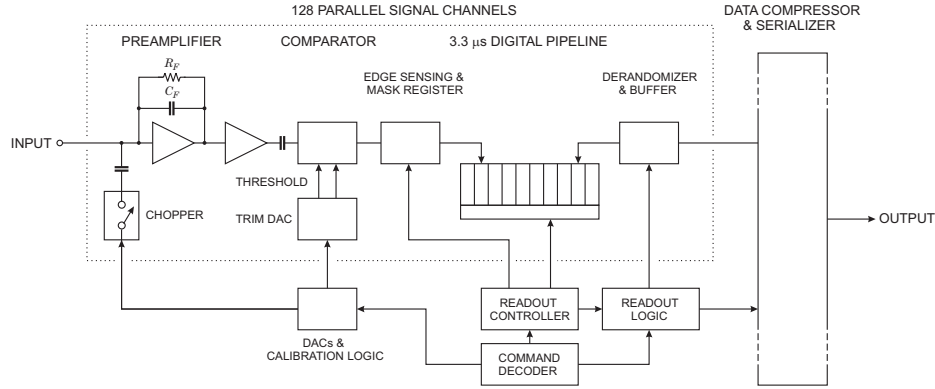 128 PARALLEL SIGNAL CHANNELS
DATA COMPRESSOR
& SERIALIZER
PREAMPLIFIER
COMPARATOR
3.3 μs DIGITAL PIPELINE
R_F
C_F
EDGE SENSING &
MASK REGISTER
DERANDOMIZER
& BUFFER
INPUT
THRESHOLD
CHOPPER
TRIM DAC
OUTPUT
READOUT
CONTROLLER
READOUT
LOGIC
DACs &
CALIBRATION LOGIC
COMMAND
DECODER